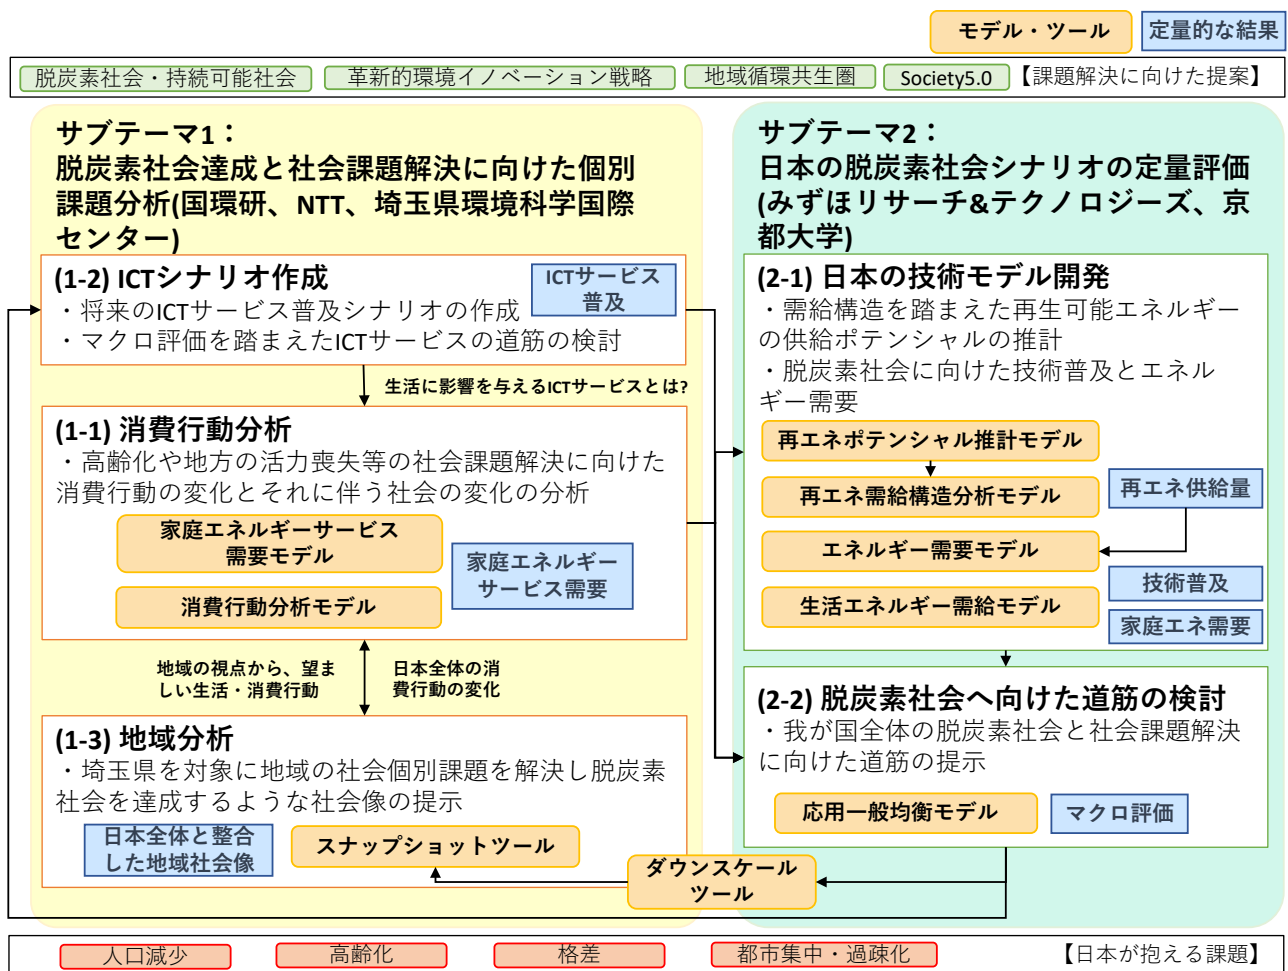 モデル・ツール
定量的な結果
脱炭素社会・持続可能社会
革新的環境イノベーション戦略
地域循環共生圏
Society5.0
【課題解決に向けた提案】
サブテーマ1：
脱炭素社会達成と社会課題解決に向けた個別
課題分析(国環研、NTT、埼玉県環境科学国際
センター)
(1-2) ICTシナリオ作成
・将来のICTサービス普及シナリオの作成
・マクロ評価を踏まえたICTサービスの道筋の検討
ICTサービス
普及
生活に影響を与えるICTサービスとは?
(1-1) 消費行動分析
・高齢化や地方の活力喪失等の社会課題解決に向けた
消費行動の変化とそれに伴う社会の変化の分析
家庭エネルギーサービス
需要モデル
消費行動分析モデル
家庭エネルギー
サービス需要
地域の視点から、望ま
しい生活・消費行動
日本全体の消
費行動の変化
(1-3) 地域分析
・埼玉県を対象に地域の社会個別課題を解決し脱炭素
社会を達成するような社会像の提示
日本全体と整合
した地域社会像
スナップショットツール
サブテーマ2：
日本の脱炭素社会シナリオの定量評価
(みずほリサーチ&テクノロジーズ、京
都大学)
(2-1) 日本の技術モデル開発
・需給構造を踏まえた再生可能エネルギー
の供給ポテンシャルの推計
・脱炭素社会に向けた技術普及とエネル
ギー需要
再エネポテンシャル推計モデル
再エネ需給構造分析モデル
再エネ供給量
エネルギー需要モデル
技術普及
生活エネルギー需給モデル
家庭エネ需要
(2-2) 脱炭素社会へ向けた道筋の検討
・我が国全体の脱炭素社会と社会課題解決
に向けた道筋の提示
応用一般均衡モデル
マクロ評価
ダウンスケール
ツール
人口減少
高齢化
格差
都市集中・過疎化
【日本が抱える課題】